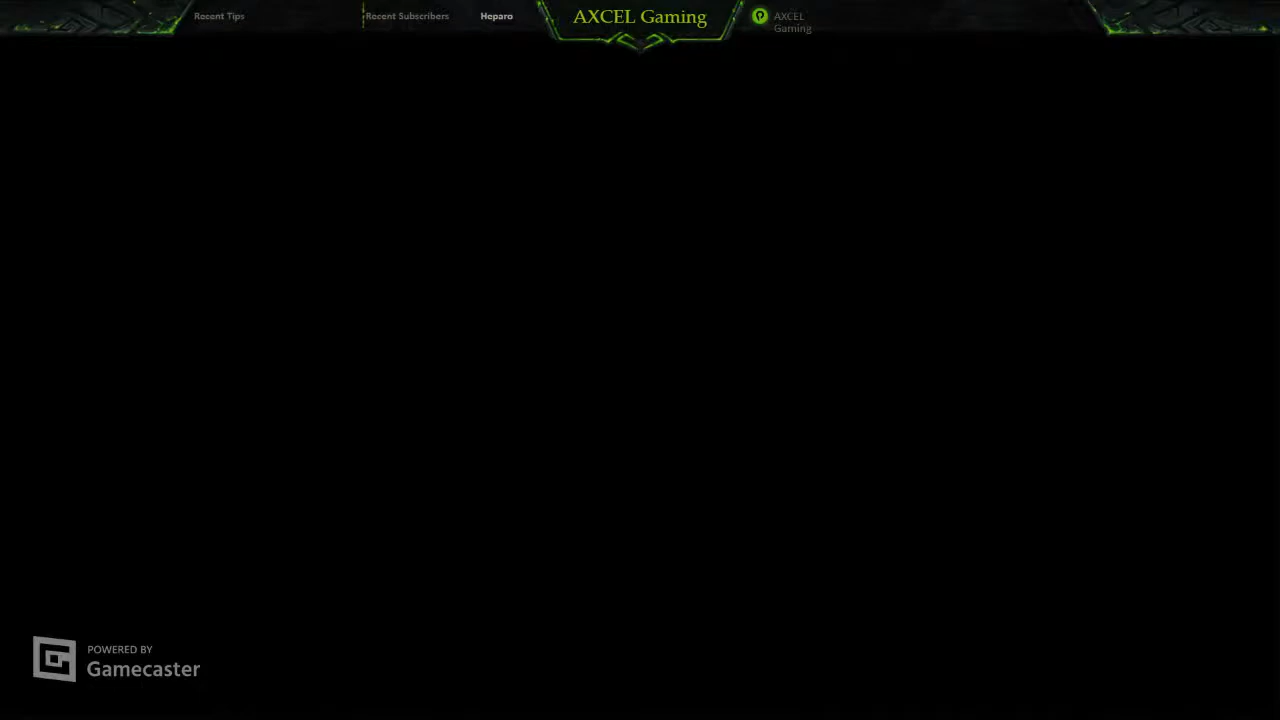 Recent Tips
Recent Subscribers
Heparo
AXCEL Gaming
AXCEL
Gaming
POWERED BY
Gamecaster